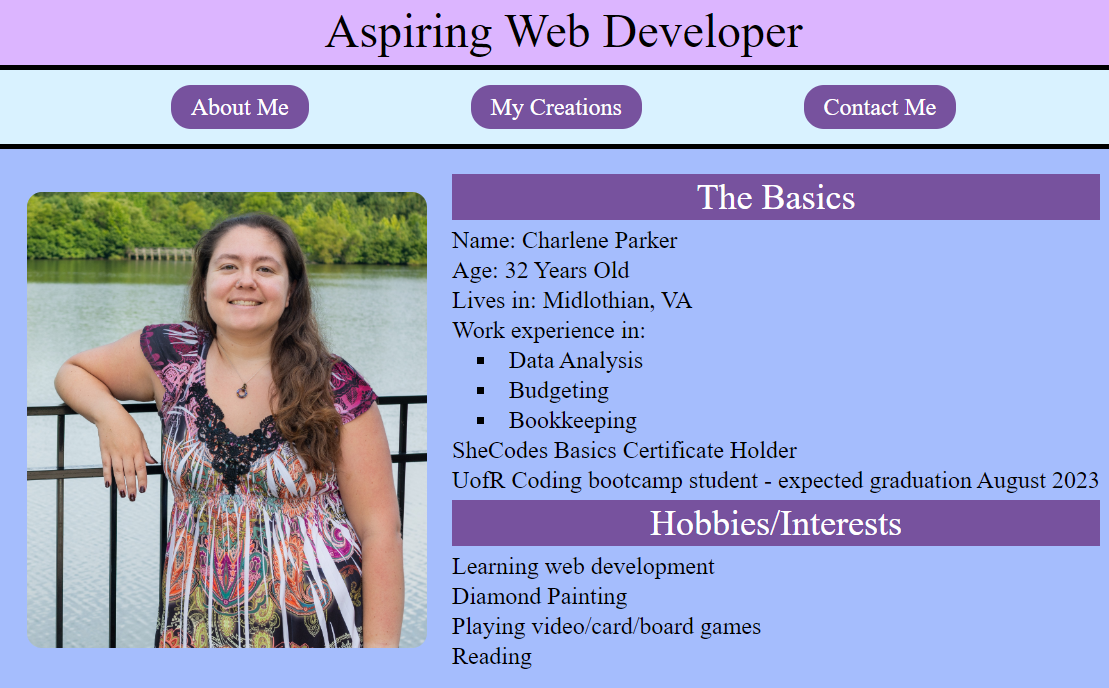 Aspiring Web Developer
About Me
My Creations
Contact Me
The Basics
Name: Charlene Parker
Age: 32 Years Old
Lives in: Midlothian, VA
Work experience in:
Data Analysis
Budgeting
Bookkeeping
SheCodes Basics Certificate Holder
UofR Coding bootcamp student - expected graduation August 2023
Hobbies/Interests
Learning web development
Diamond Painting
Playing video/card/board games
Reading